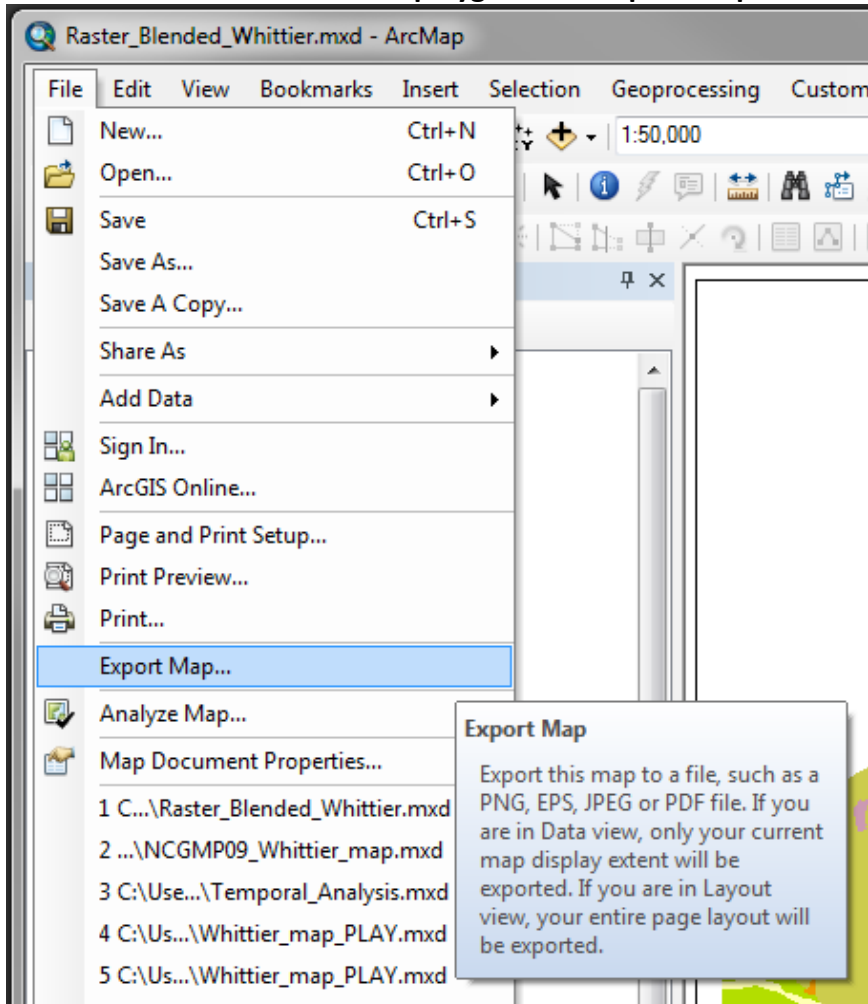 Raster_Blended_Whittier.mxd - ArcMap
File Edit View Bookmarks Insert Selection Geoprocessing Custom
New... Ctrl+N
1:50,000
Open... Ctrl+O
Save Ctrl+S
Save As...
Save A Copy...
Share As
Add Data
Sign In...
ArcGIS Online...
Page and Print Setup...
Print Preview...
Print...
Export Map...
Analyze Map...
Map Document Properties...
1 C...\Raster_Blended_Whittier.mxd
2 ...\NCGMP09_Whittier_map.mxd
3 C:\Use...\Temporal_Analysis.mxd
4 C:\Us...\Whittier_map_PLAY.mxd
5 C:\Us...\Whittier_map_PLAY.mxd
Export Map
Export this map to a file, such as a
PNG, EPS, JPEG or PDF file. If you
are in Data view, only your current
map display extent will be
exported. If you are in Layout
view, your entire page layout will
be exported.